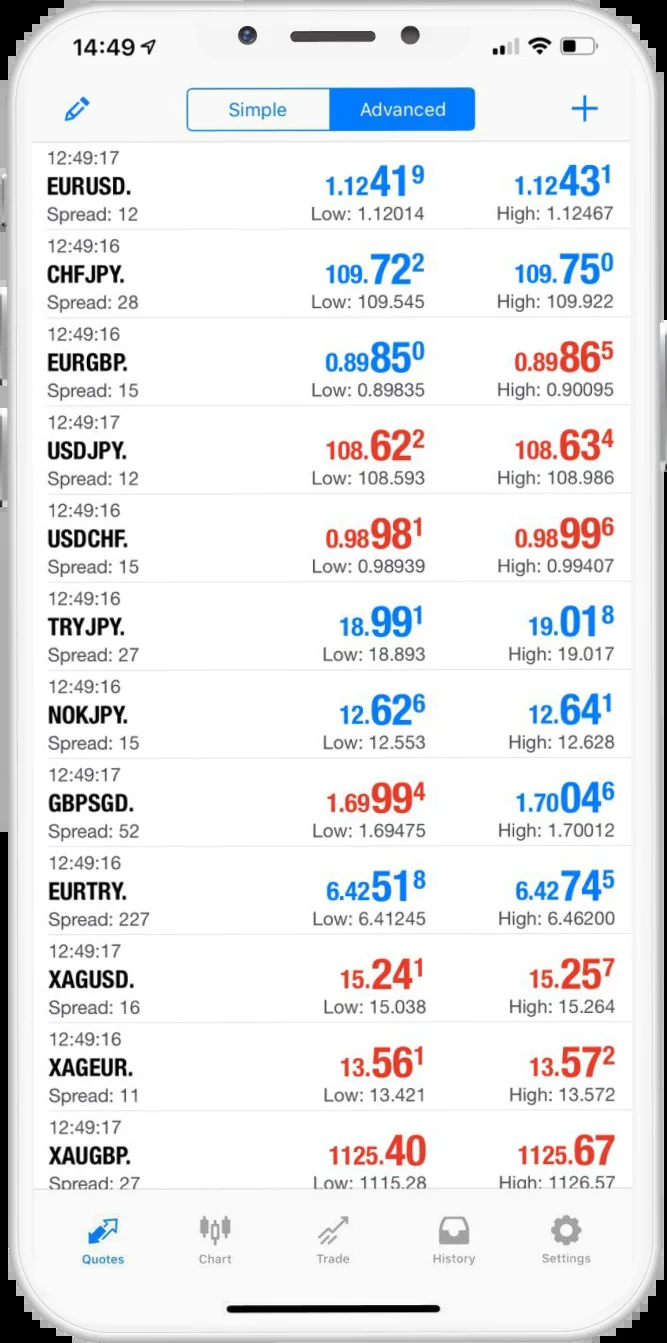 14:49
Simple Advanced
12:49:17
EURUSD. 1.12419 1.12431
Spread: 12 Low: 1.12014 High: 1.12467
12:49:16
CHFJPY. 109.722 109.750
Spread: 28 Low: 109.545 High: 109.922
12:49:16
EURGBP. 0.89850 0.89865
Spread: 15 Low: 0.89835 High: 0.90095
12:49:17
USDJPY. 108.622 108.634
Spread: 12 Low: 108.593 High: 108.986
12:49:16
USDCHF. 0.98981 0.98996
Spread: 15 Low: 0.98939 High: 0.99407
12:49:16
TRYJPY. 18.991 19.018
Spread: 27 Low: 18.893 High: 19.017
12:49:16
NOKJPY. 12.626 12.641
Spread: 15 Low: 12.553 High: 12.628
12:49:17
GBPSGD. 1.69994 1.70046
Spread: 52 Low: 1.69475 High: 1.70012
12:49:16
EURTRY. 6.42518 6.42745
Spread: 227 Low: 6.41245 High: 6.46200
12:49:17
XAGUSD. 15.241 15.257
Spread: 16 Low: 15.038 High: 15.264
12:49:16
XAGEUR. 13.561 13.572
Spread: 11 Low: 13.421 High: 13.572
12:49:17
XAUGBP. 1125.40 1125.67
Spread: 27 Low: 1115.28 High: 1126.57
Quotes Chart Trade History Settings